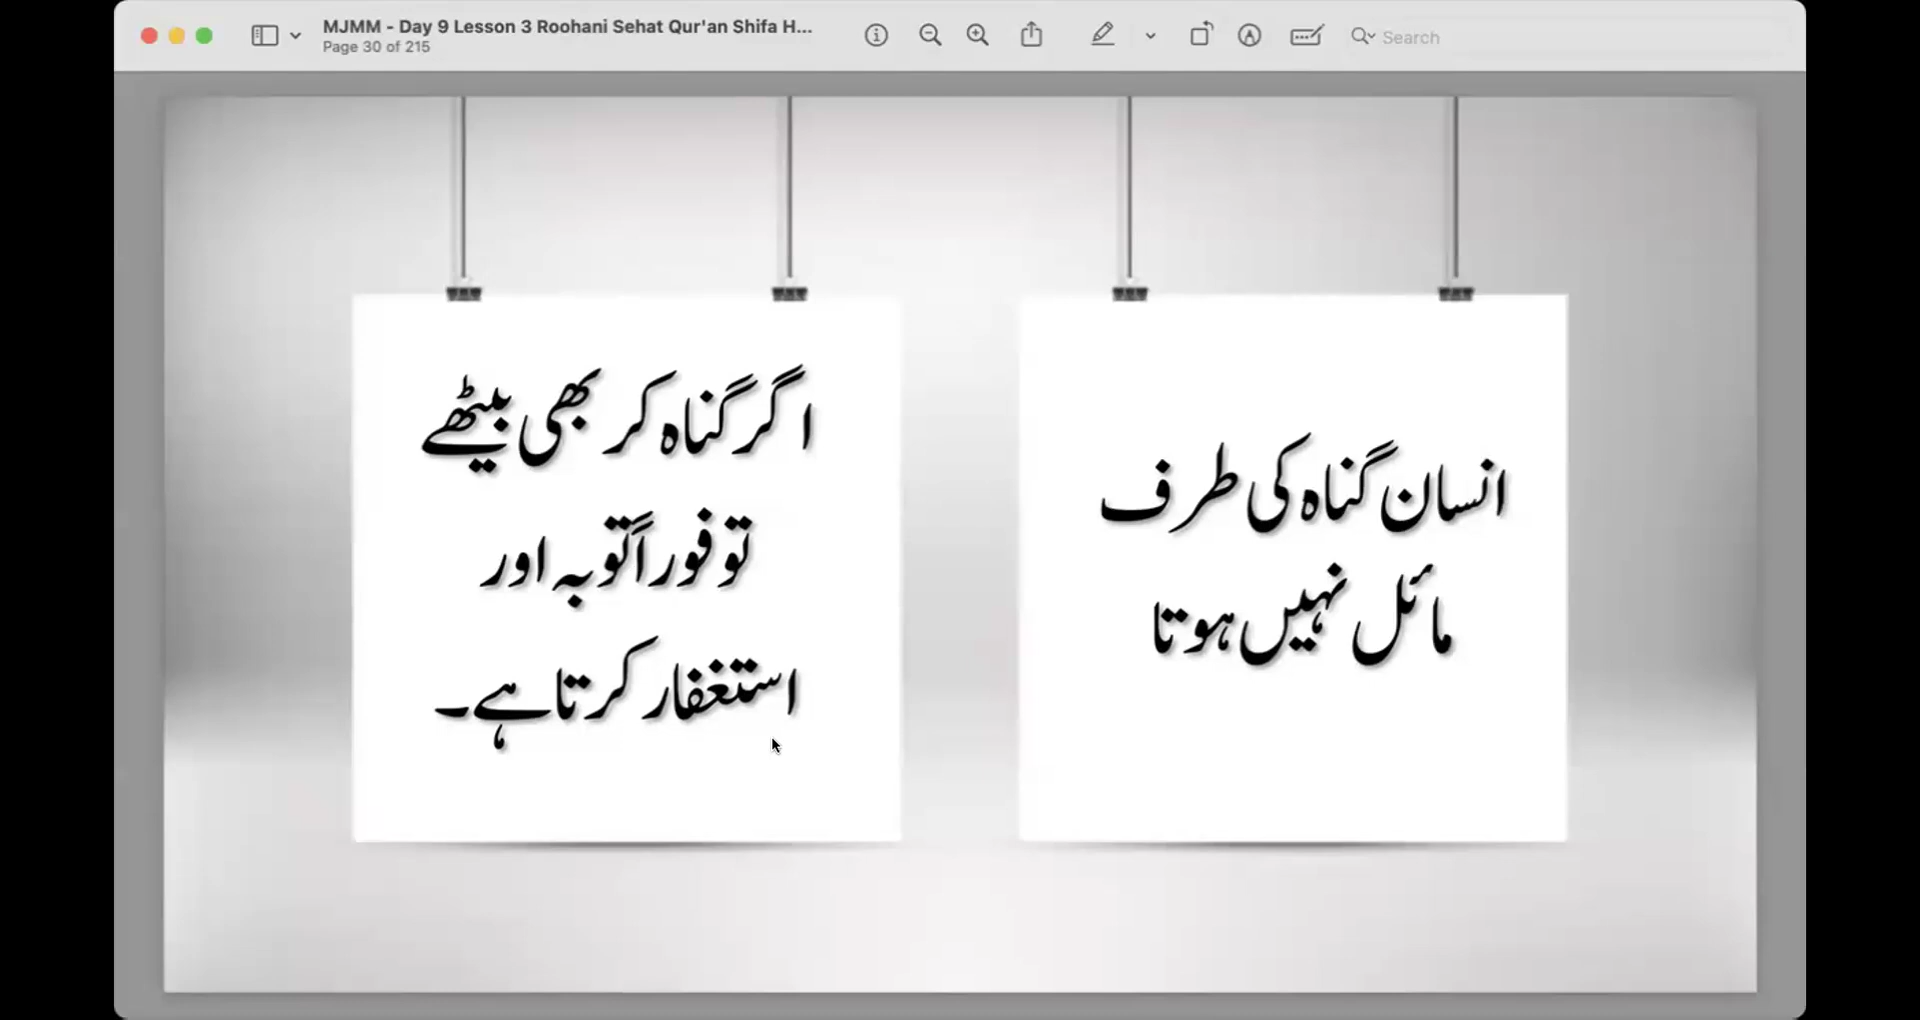 MJMM - Day 9 Lesson 3 Roohani Sehat Qur'an Shifa H...
Page 30 of 215
Search
انسان گناہ کی طرف
مائل نہیں ہوتا
اگر گناہ کر بھی بیٹھے
تو فوراً توبہ اور
استغفار کرتا ہے۔